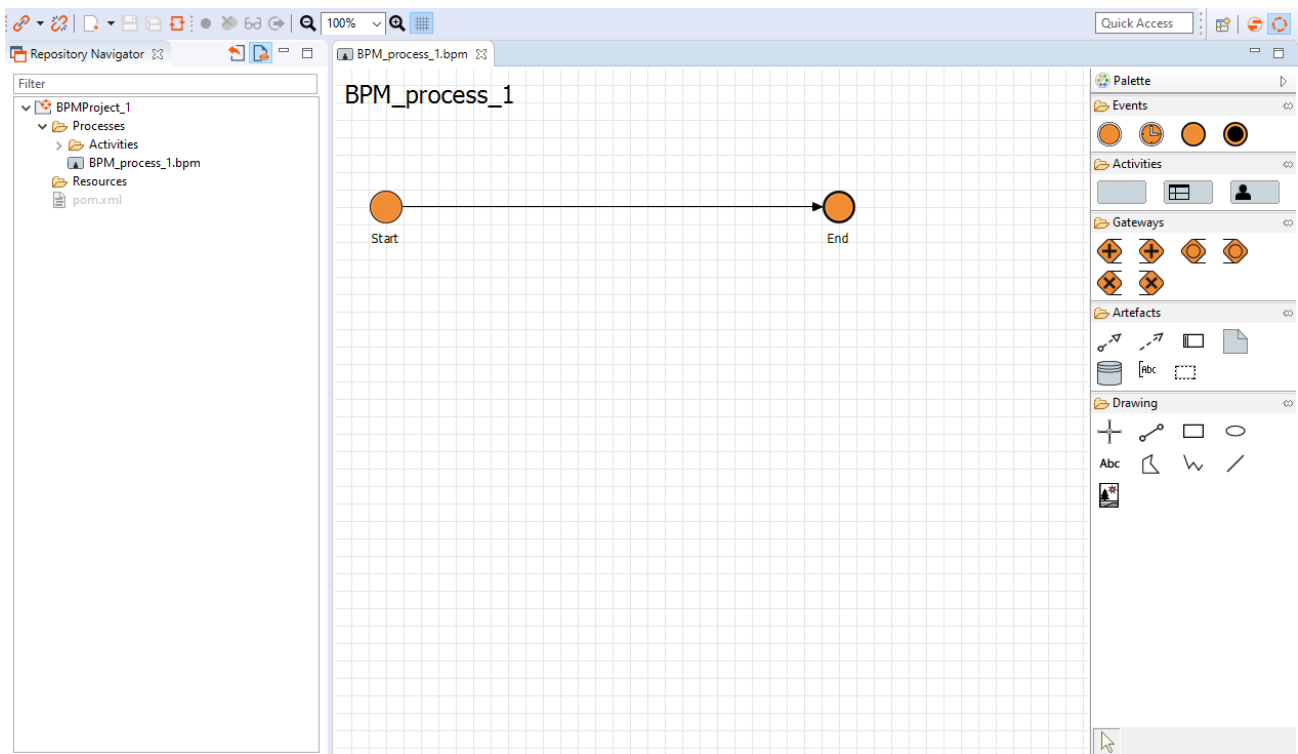 100%
Quick Access
Repository Navigator
BPM_process_1.bpm
Filter
BPMProject_1
Processes
Activities
BPM_process_1.bpm
Resources
pom.xml
BPM_process_1
Start
End
Palette
Events
Activities
Gateways
Artefacts
Abc
Drawing
Abc